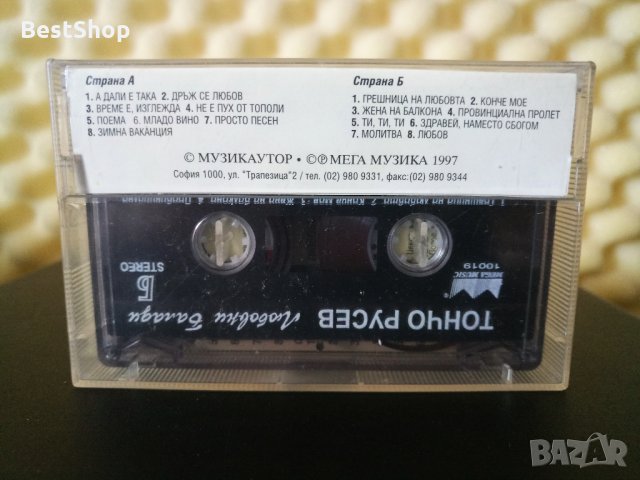 BestShop
Страна А
1. А ДАЛИ Е ТАКА 2. ДРЪЖ СЕ ЛЮБОВ
3. ВРЕМЕ Е, ИЗГЛЕЖДА 4. НЕ Е ПУХ ОТ ТОПОЛИ
5. ПОЕМА 6. МЛАДО ВИНО 7. ПРОСТО ПЕСЕН
8. ЗИМНА ВАКАНЦИЯ
Страна Б
1. ГРЕШНИЦА НА ЛЮБОВТА 2. КОНЧЕ МОЕ
3. ЖЕНА НА БАЛКОНА 4. ПРОВИНЦИАЛНА ПРОЛЕТ
5. ТИ, ТИ, ТИ 6. ЗДРАВЕЙ, НАМЕСТО СБОГОМ
7. МОЛИТВА 8. ЛЮБОВ
© МУЗИКАУТОР • ©℗ МЕГА МУЗИКА 1997
София 1000, ул. "Трапезица"2 / тел. (02) 980 9331, факс:(02) 980 9344
ТОНЧО РУСЕВ Любовни балади
Б
STEREO
MEGA MUSIC
10019
BAZAR